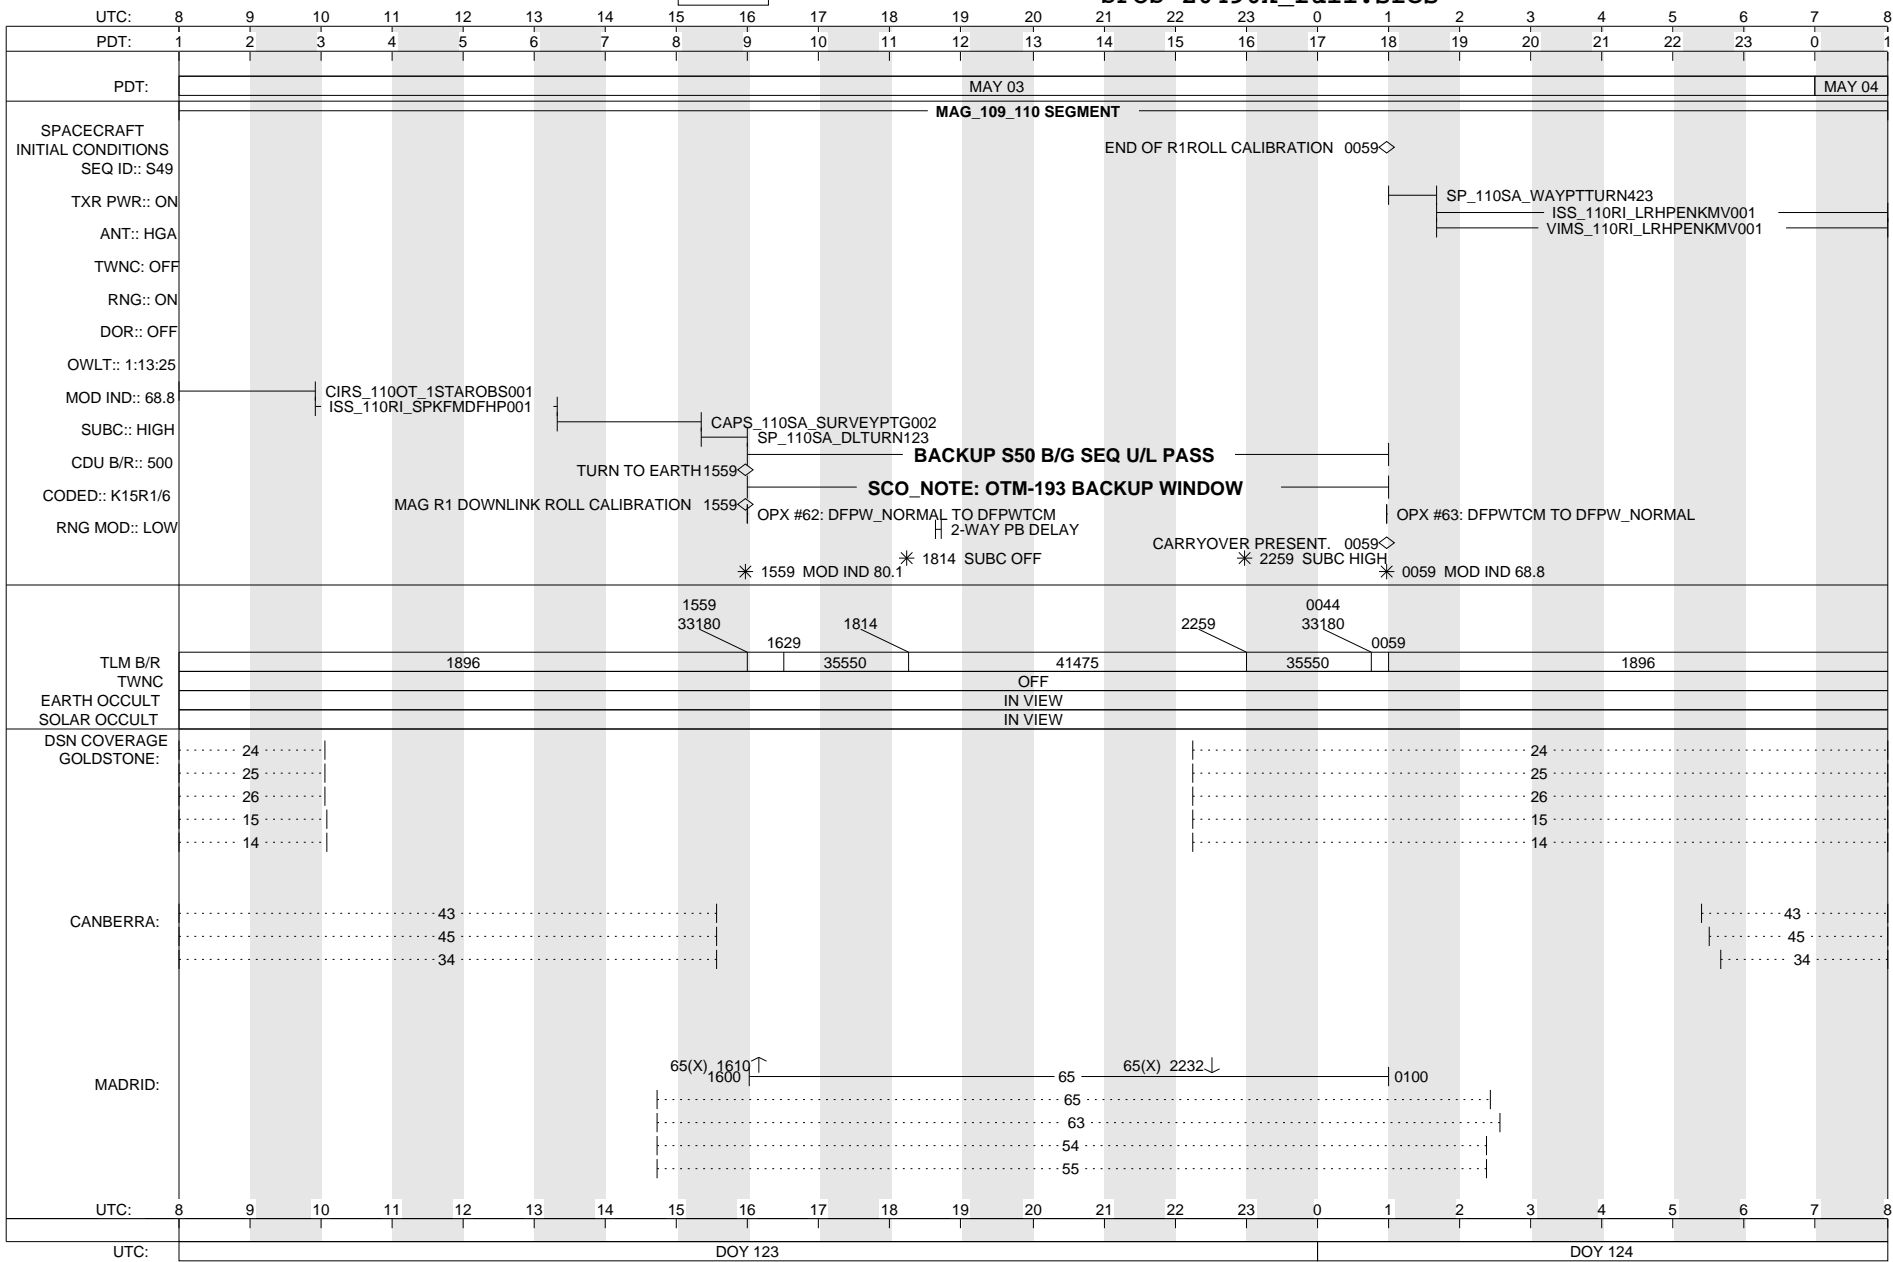 UTC: 8 9 10 11 12 13 14 15 16 17 18 19 20 21 22 23 0 1 2 3 4 5 6 7 8
PDT: 1 2 3 4 5 6 7 8 9 10 11 12 13 14 15 16 17 18 19 20 21 22 23 0 1
PDT: MAY 03 MAY 04
MAG_109_110 SEGMENT
SPACECRAFT
INITIAL CONDITIONS
END OF R1ROLL CALIBRATION 0059
SEQ ID:: S49
TXR PWR:: ON
SP_110SA_WAYPTTURN423
ISS_110RI_LRHPENKMV001
VIMS_110RI_LRHPENKMV001
ANT:: HGA
TWNC: OFF
RNG:: ON
DOR:: OFF
OWLT:: 1:13:25
MOD IND:: 68.8
CIRS_110OT_1STAROBS001
ISS_110RI_SPKFMDFHP001
SUBC:: HIGH
CAPS_110SA_SURVEYPTG002
SP_110SA_DLTURN123
BACKUP S50 B/G SEQ U/L PASS
CDU B/R:: 500
TURN TO EARTH 1559
SCO_NOTE: OTM-193 BACKUP WINDOW
CODED:: K15R1/6
MAG R1 DOWNLINK ROLL CALIBRATION 1559
OPX #62: DFPW_NORMAL TO DFPWTCM
OPX #63: DFPWTCM TO DFPW_NORMAL
RNG MOD:: LOW
2-WAY PB DELAY
CARRYOVER PRESENT. 0059
1814 SUBC OFF
2259 SUBC HIGH
1559 MOD IND 80.1
0059 MOD IND 68.8
1559 0044
33180 1814 2259 33180
1629 0059
TLM B/R 1896 35550 41475 35550 1896
TWNC OFF
EARTH OCCULT IN VIEW
SOLAR OCCULT IN VIEW
DSN COVERAGE
GOLDSTONE:
24 24
25 25
26 26
15 15
14 14
CANBERRA:
43 43
45 45
34 34
MADRID:
65(X) 1610 65(X) 2232
1600 65 0100
65
63
54
55
UTC: 8 9 10 11 12 13 14 15 16 17 18 19 20 21 22 23 0 1 2 3 4 5 6 7 8
UTC: DOY 123 DOY 124